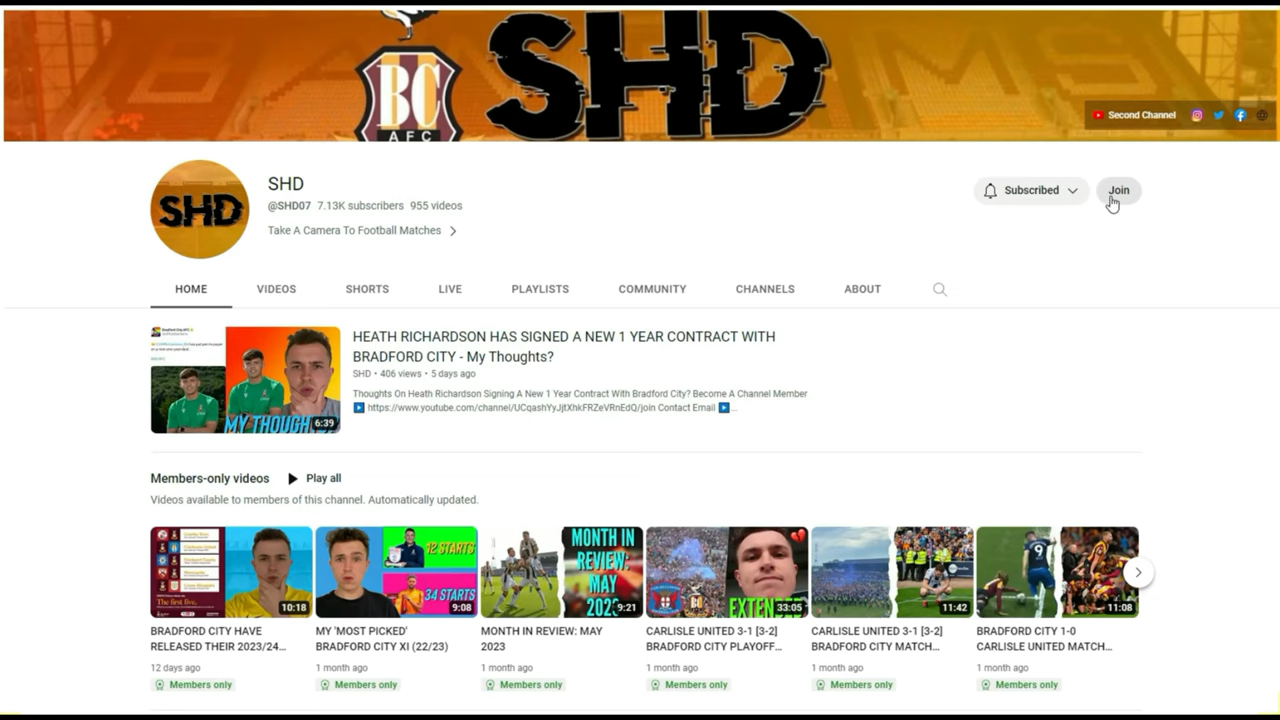 BANTAMS
SHD
BC
AFC
Second Channel
SHD
SHD
@SHD07 7.13K subscribers 955 videos
Take A Camera To Football Matches
Subscribed
Join
HOME
VIDEOS
SHORTS
LIVE
PLAYLISTS
COMMUNITY
CHANNELS
ABOUT
MY THOUGH
6:39
HEATH RICHARDSON HAS SIGNED A NEW 1 YEAR CONTRACT WITH
BRADFORD CITY - My Thoughts?
SHD • 406 views • 5 days ago
Thoughts On Heath Richardson Signing A New 1 Year Contract With Bradford City? Become A Channel Member
https://www.youtube.com/channel/UCqashYyJjtXhkFRZeVRnEdQ/join Contact Email ...
Members-only videos
Play all
Videos available to members of this channel. Automatically updated.
The first five.
10:18
12 STARTS
34 STARTS
9:08
MONTH IN
REVIEW:
MAY
2023
9:21
BC
EXTENDED
33:05
11:42
9
11:08
BRADFORD CITY HAVE
RELEASED THEIR 2023/24...
12 days ago
Members only
MY 'MOST PICKED'
BRADFORD CITY XI (22/23)
1 month ago
Members only
MONTH IN REVIEW: MAY
2023
1 month ago
Members only
CARLISLE UNITED 3-1 [3-2]
BRADFORD CITY PLAYOFF...
1 month ago
Members only
CARLISLE UNITED 3-1 [3-2]
BRADFORD CITY MATCH...
1 month ago
Members only
BRADFORD CITY 1-0
CARLISLE UNITED MATCH...
1 month ago
Members only